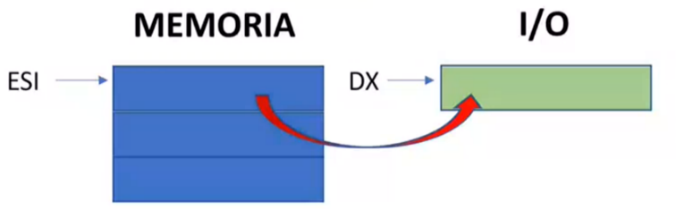 MEMORIA
I/O
ESI
DX